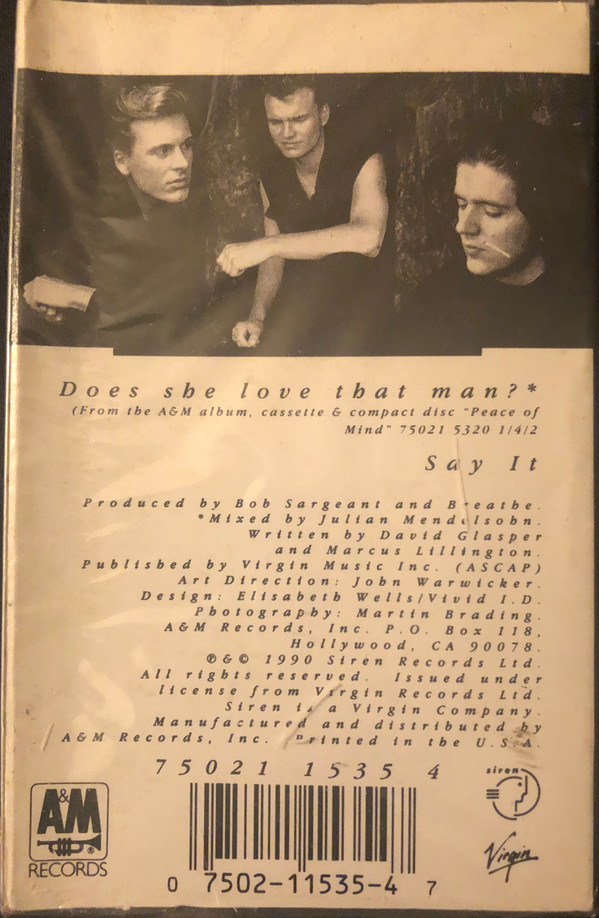 Does she love that man?*
(From the A&M album, cassette & compact disc "Peace of
Mind" 75021 5320 1/4/2
Say It
Produced by Bob Sargeant and Breathe.
*Mixed by Julian Mendelsohn.
Written by David Glasper
and Marcus Lillington.
Published by Virgin Music Inc. (ASCAP)
Art Direction: John Warwicker.
Design: Elisabeth Wells/Vivid I.D.
Photography: Martin Brading.
A&M Records, Inc. P.O. Box 118,
Hollywood, CA 90078.
℗&© 1990 Siren Records Ltd.
All rights reserved. Issued under
license from Virgin Records Ltd.
Siren is a Virgin Company.
Manufactured and distributed by
A&M Records, Inc. Printed in the U.S.A.
75021 1535 4
siren
A&M
®
RECORDS
0 7502-11535-4 7
Virgin